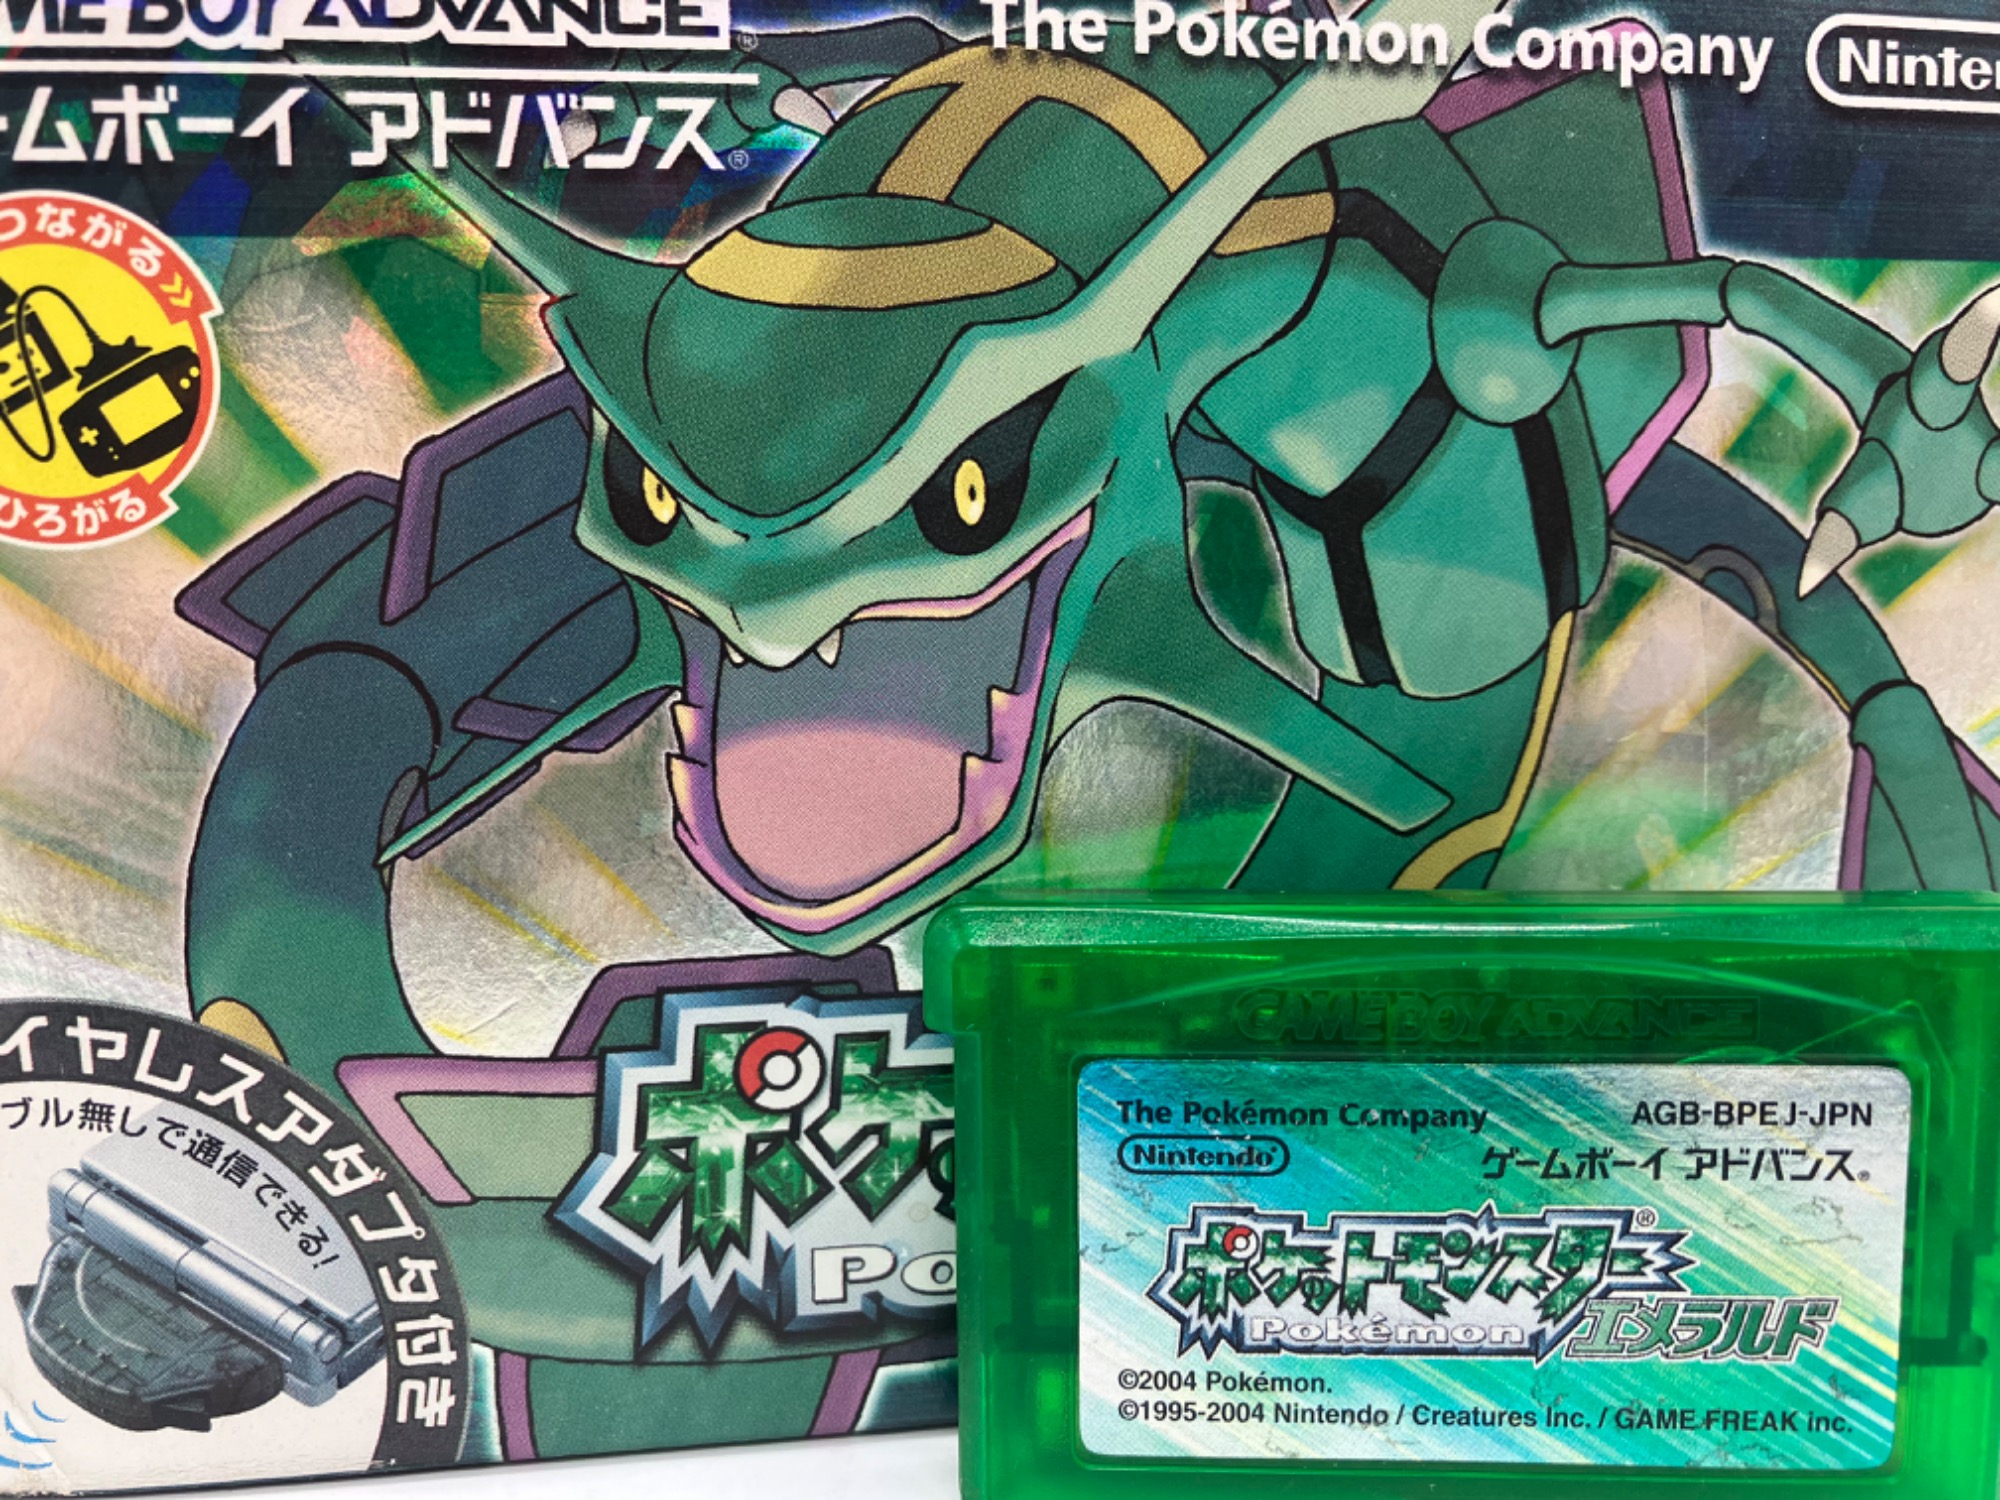 GAME BOY ADVANCE®
ームボーイ アドバンス®
The Pokémon Company
つながる
ひろがる
イヤレスアダプタ付き
ブル無しで通信できる!
ポケ
Po
GAME BOY ADVANCE
The Pokémon Company
AGB-BPEJ-JPN
Nintendo®
ゲームボーイ アドバンス®
ポケットモンスター®
Pokémon
エメラルド
©2004 Pokémon.
©1995-2004 Nintendo / Creatures Inc. / GAME FREAK inc.